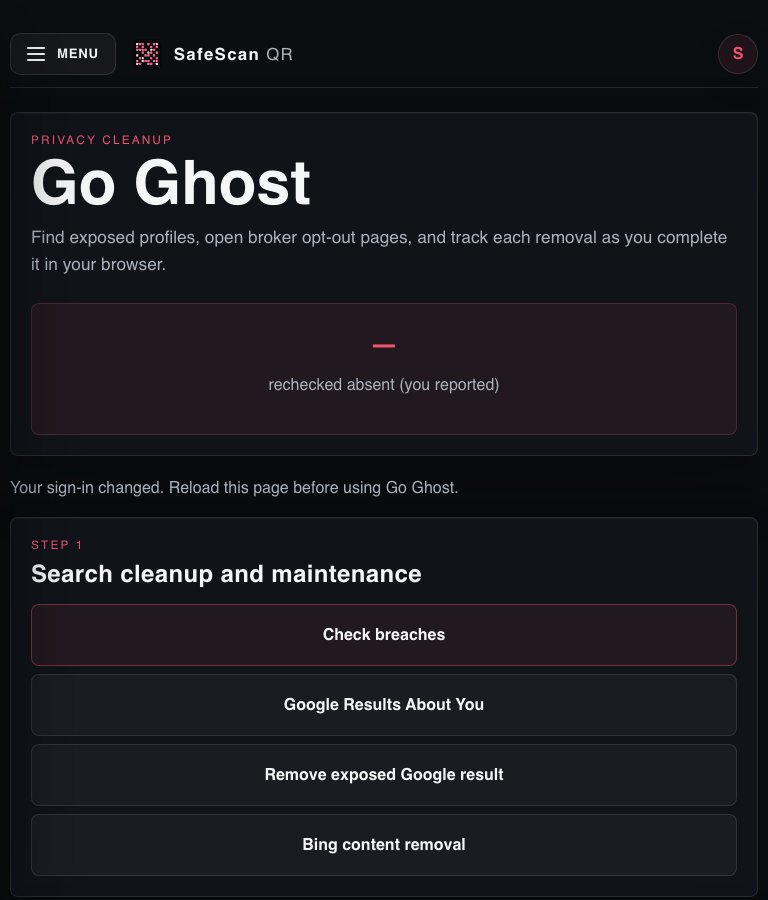 MENU
SafeScan QR
S
PRIVACY CLEANUP
Go Ghost
Find exposed profiles, open broker opt-out pages, and track each removal as you complete
it in your browser.
—
rechecked absent (you reported)
Your sign-in changed. Reload this page before using Go Ghost.
STEP 1
Search cleanup and maintenance
Check breaches
Google Results About You
Remove exposed Google result
Bing content removal